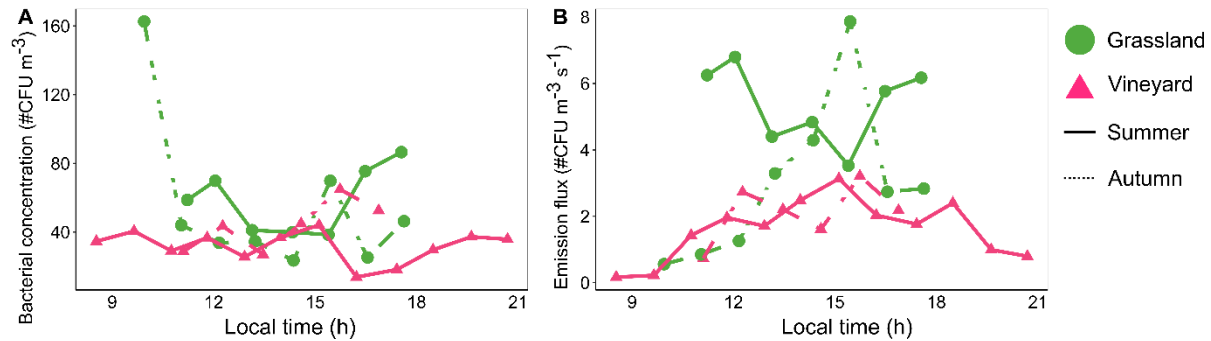 A
Bacterial concentration (#CFU m⁻³)
160
120
80
40
9
12
15
18
21
Local time (h)
B
Emission flux (#CFU m⁻³ s⁻¹)
8
6
4
2
0
9
12
15
18
21
Local time (h)
Grassland
Vineyard
Summer
Autumn